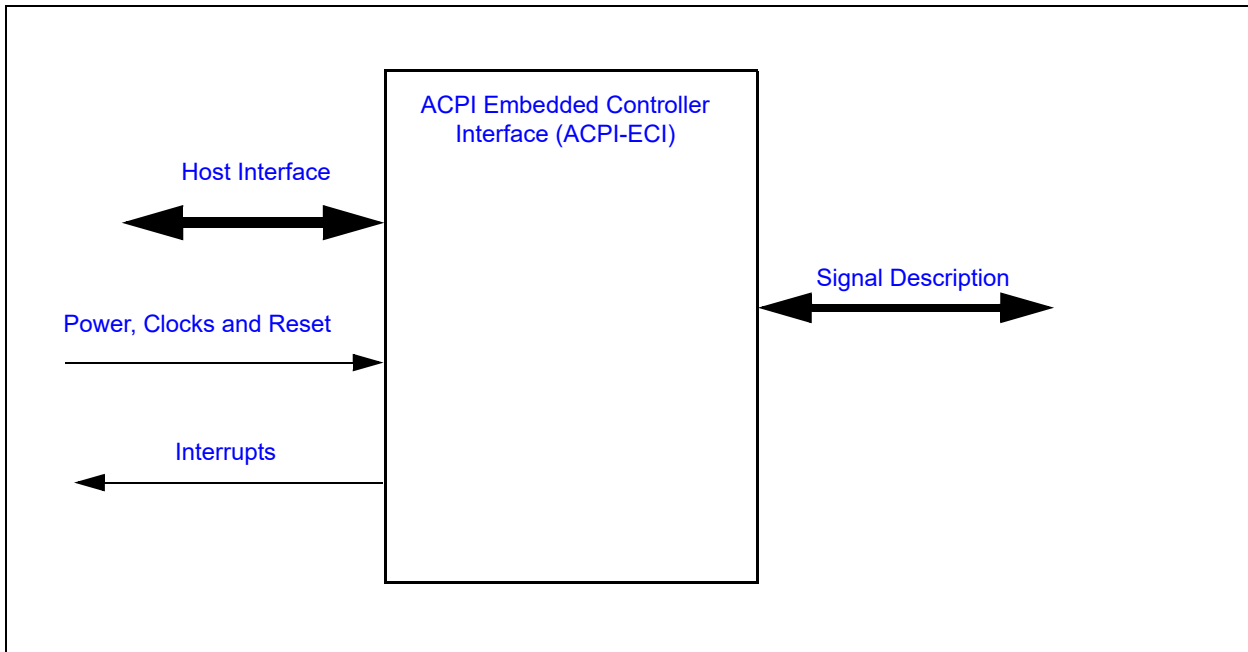 ACPI Embedded Controller
Interface (ACPI-ECI)
Host Interface
Signal Description
Power, Clocks and Reset
Interrupts